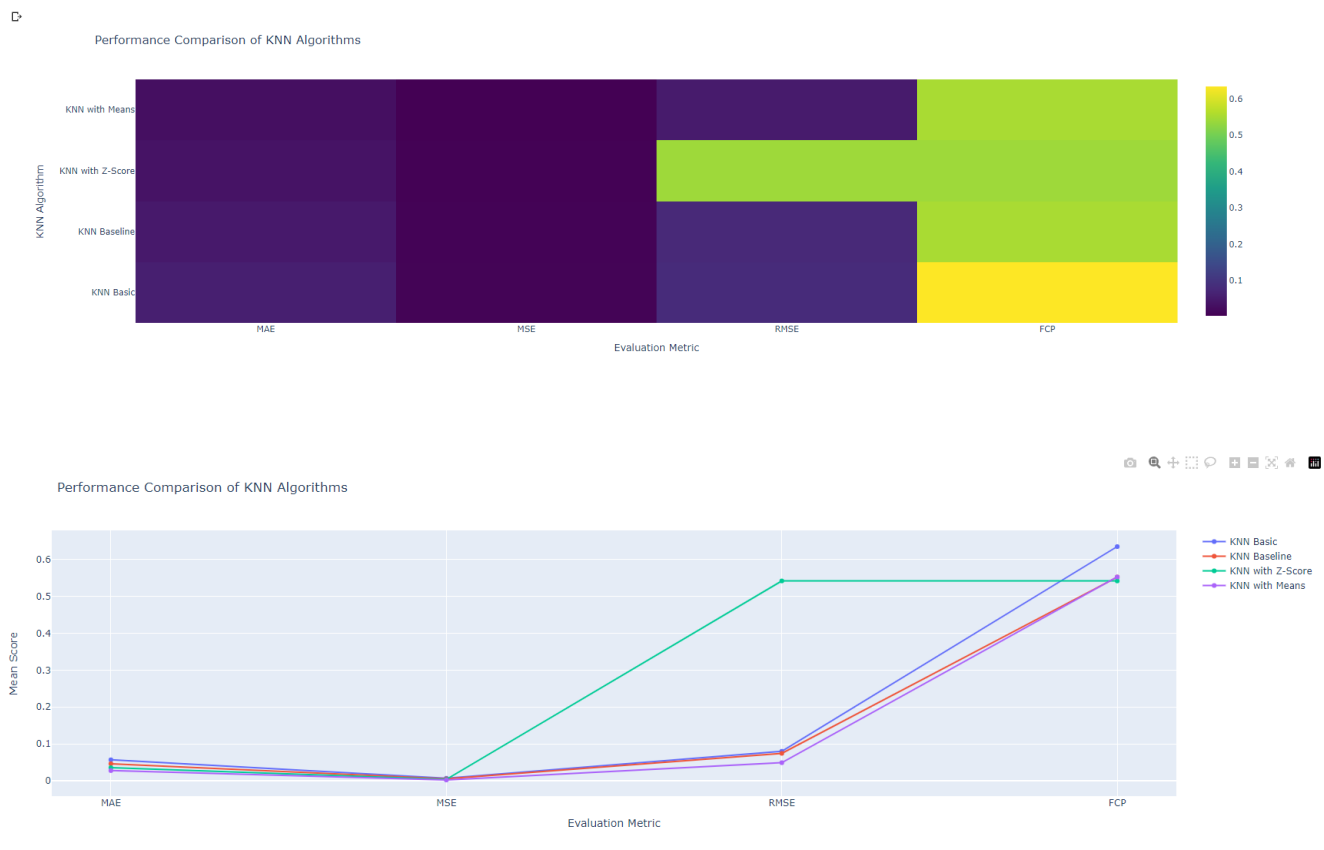 Performance Comparison of KNN Algorithms
KNN Algorithm
KNN with Means
KNN with Z-Score
KNN Baseline
KNN Basic
MAE
MSE
RMSE
FCP
Evaluation Metric
0.6
0.5
0.4
0.3
0.2
0.1
Performance Comparison of KNN Algorithms
Mean Score
0.6
0.5
0.4
0.3
0.2
0.1
0
MAE
MSE
RMSE
FCP
Evaluation Metric
KNN Basic
KNN Baseline
KNN with Z-Score
KNN with Means